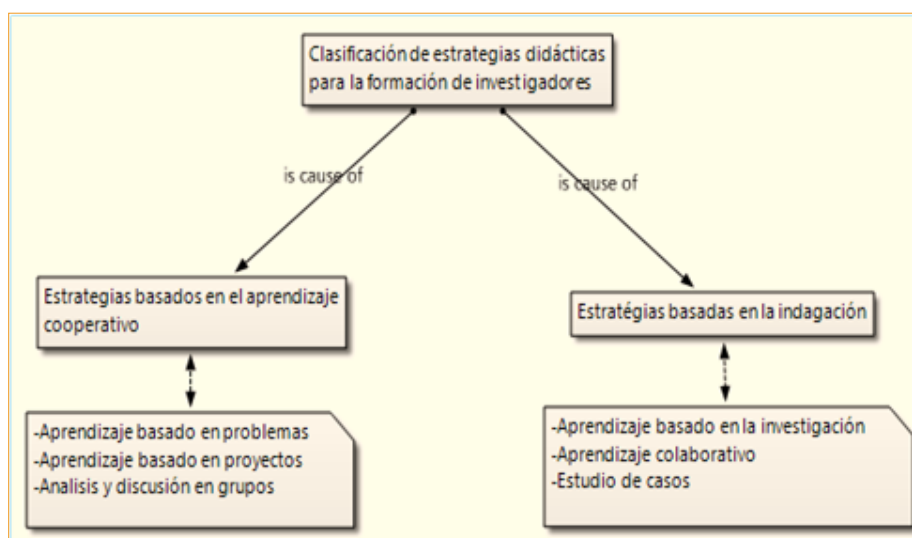 Clasificación de estrategias didácticas
para la formación de investigadores
is cause of
is cause of
Estrategias basados en el aprendizaje
cooperativo
Estratégias basadas en la indagación
-Aprendizaje basado en problemas
-Aprendizaje basado en proyectos
-Analisis y discusión en grupos
-Aprendizaje basado en la investigación
-Aprendizaje colaborativo
-Estudio de casos